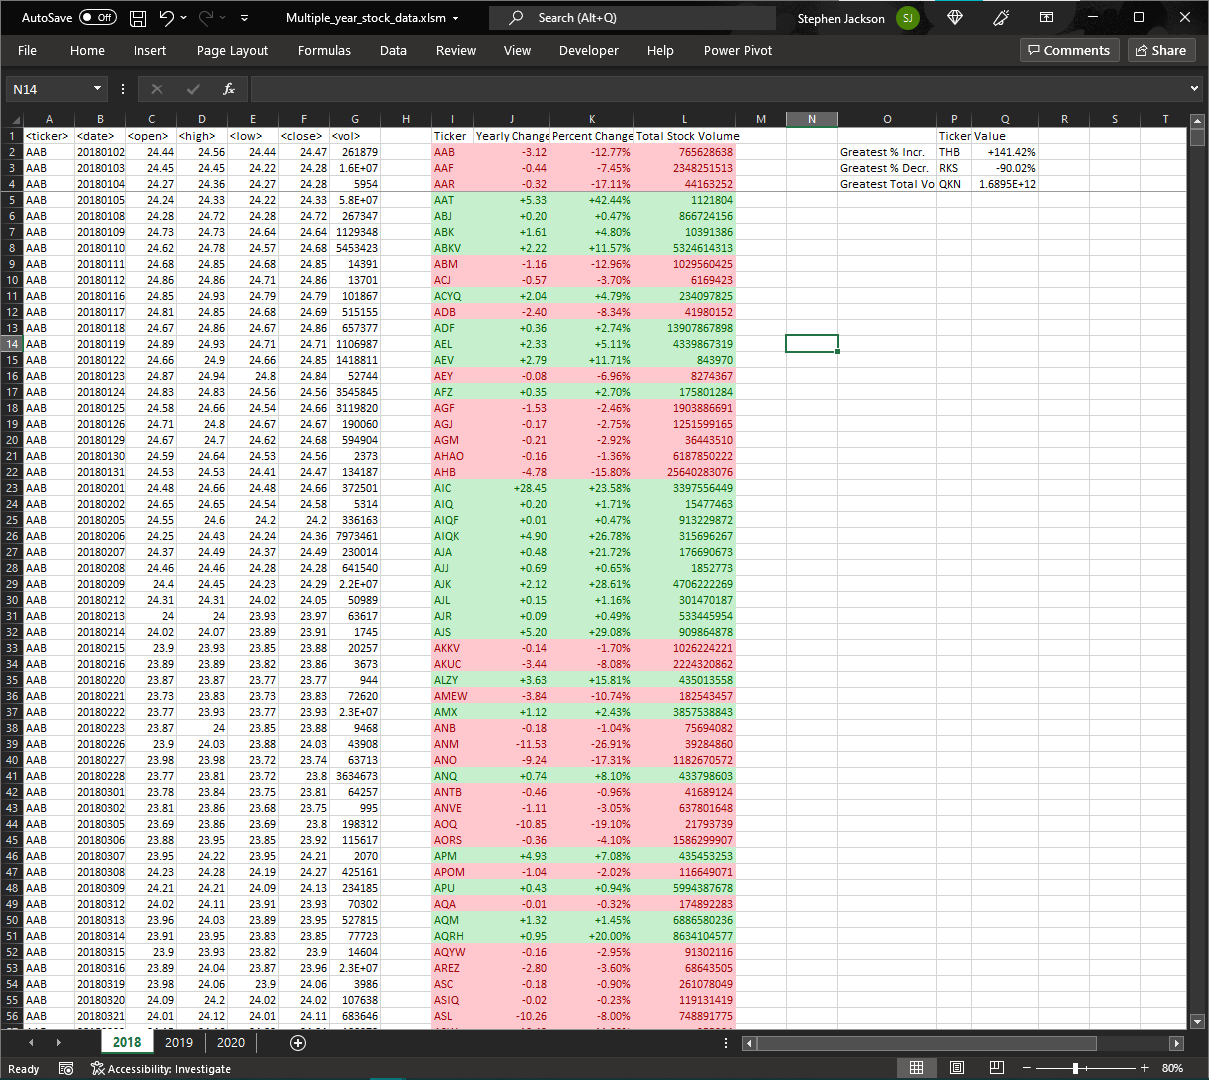 AutoSave Off Multiple_year_stock_data.xlsm Search (Alt+Q) Stephen Jackson SJ
File Home Insert Page Layout Formulas Data Review View Developer Help Power Pivot Comments Share
N14 fx
A B C D E F G H I J K L M N O P Q R S T
1 <ticker> <date> <open> <high> <low> <close> <vol> Ticker Yearly Change Percent Change Total Stock Volume Ticker Value
2 AAB 20180102 24.44 24.56 24.44 24.47 261879 AAB -3.12 -12.77% 765628638 Greatest % Incr. THB +141.42%
3 AAB 20180103 24.45 24.45 24.22 24.28 1.6E+07 AAF -0.44 -7.45% 2348251513 Greatest % Decr. RKS -90.02%
4 AAB 20180104 24.27 24.36 24.27 24.28 5954 AAR -0.32 -17.11% 44163252 Greatest Total Vo QKN 1.6895E+12
5 AAB 20180105 24.24 24.33 24.22 24.33 5.8E+07 AAT +5.33 +42.44% 1121804
6 AAB 20180108 24.28 24.72 24.28 24.72 267347 ABJ +0.20 +0.47% 866724156
7 AAB 20180109 24.73 24.73 24.64 24.64 1129348 ABK +1.61 +4.80% 10391386
8 AAB 20180110 24.62 24.78 24.57 24.68 5453423 ABKV +2.22 +11.57% 5324614313
9 AAB 20180111 24.68 24.85 24.68 24.85 14391 ABM -1.16 -12.96% 1029560425
10 AAB 20180112 24.86 24.86 24.71 24.86 13701 ACJ -0.57 -3.70% 6169423
11 AAB 20180116 24.85 24.93 24.79 24.79 101867 ACYQ +2.04 +4.79% 234097825
12 AAB 20180117 24.81 24.85 24.68 24.69 515155 ADB -2.40 -8.34% 41980152
13 AAB 20180118 24.67 24.86 24.67 24.86 657377 ADF +0.36 +2.74% 13907867898
14 AAB 20180119 24.89 24.93 24.71 24.71 1106987 AEL +2.33 +5.11% 4339867319
15 AAB 20180122 24.66 24.9 24.66 24.85 1418811 AEV +2.79 +11.71% 843970
16 AAB 20180123 24.87 24.94 24.8 24.84 52744 AEY -0.08 -6.96% 8274367
17 AAB 20180124 24.83 24.83 24.56 24.56 3545845 AFZ +0.35 +2.70% 175801284
18 AAB 20180125 24.58 24.66 24.54 24.66 3119820 AGF -1.53 -2.46% 1903886691
19 AAB 20180126 24.71 24.8 24.67 24.67 190060 AGJ -0.17 -2.75% 1251599165
20 AAB 20180129 24.67 24.7 24.62 24.68 594904 AGM -0.21 -2.92% 36443510
21 AAB 20180130 24.59 24.64 24.53 24.56 2373 AHAO -0.16 -1.36% 6187850222
22 AAB 20180131 24.53 24.53 24.41 24.47 134187 AHB -4.78 -15.80% 25640283076
23 AAB 20180201 24.48 24.66 24.48 24.66 372501 AIC +28.45 +23.58% 3397556449
24 AAB 20180202 24.65 24.65 24.54 24.58 5314 AIQ +0.20 +1.71% 15477463
25 AAB 20180205 24.55 24.6 24.2 24.2 336163 AIQF +0.01 +0.47% 913229872
26 AAB 20180206 24.25 24.43 24.24 24.36 7973461 AIQK +4.90 +26.78% 315696267
27 AAB 20180207 24.37 24.49 24.37 24.49 230014 AJA +0.48 +21.72% 176690673
28 AAB 20180208 24.46 24.46 24.28 24.28 641540 AJJ +0.69 +0.65% 1852773
29 AAB 20180209 24.4 24.45 24.23 24.29 2.2E+07 AJK +2.12 +28.61% 4706222269
30 AAB 20180212 24.31 24.31 24.02 24.05 50989 AJL +0.15 +1.16% 301470187
31 AAB 20180213 24 24 23.93 23.97 63617 AJR +0.09 +0.49% 533445954
32 AAB 20180214 24.02 24.07 23.89 23.91 1745 AJS +5.20 +29.08% 909864878
33 AAB 20180215 23.9 23.93 23.85 23.88 20257 AKKV -0.14 -1.70% 1026224221
34 AAB 20180216 23.89 23.89 23.82 23.86 3673 AKUC -3.44 -8.08% 2224320862
35 AAB 20180220 23.87 23.87 23.77 23.77 944 ALZY +3.63 +15.81% 435013558
36 AAB 20180221 23.73 23.83 23.73 23.83 72620 AMEW -3.84 -10.74% 182543457
37 AAB 20180222 23.77 23.93 23.77 23.93 2.3E+07 AMX +1.12 +2.43% 3857538843
38 AAB 20180223 23.87 24 23.85 23.88 9468 ANB -0.18 -1.04% 75694082
39 AAB 20180226 23.9 24.03 23.88 24.03 43908 ANM -11.53 -26.91% 39284860
40 AAB 20180227 23.98 23.98 23.72 23.74 63713 ANO -9.24 -17.31% 1182670572
41 AAB 20180228 23.77 23.81 23.72 23.8 3634673 ANQ +0.74 +8.10% 433798603
42 AAB 20180301 23.78 23.84 23.75 23.81 64257 ANTB -0.46 -0.96% 41689124
43 AAB 20180302 23.81 23.86 23.68 23.75 995 ANVE -1.11 -3.05% 637801648
44 AAB 20180305 23.69 23.86 23.69 23.8 198312 AOQ -10.85 -19.10% 21793739
45 AAB 20180306 23.88 23.95 23.85 23.92 115617 AORS -0.36 -4.10% 1586299907
46 AAB 20180307 23.95 24.22 23.95 24.21 2070 APM +4.93 +7.08% 435453253
47 AAB 20180308 24.23 24.28 24.19 24.27 425161 APOM -1.04 -2.02% 116649071
48 AAB 20180309 24.21 24.21 24.09 24.13 234185 APU +0.43 +0.94% 5994387678
49 AAB 20180312 24.02 24.11 23.91 23.93 70302 AQA -0.01 -0.32% 174892283
50 AAB 20180313 23.96 24.03 23.89 23.95 527815 AQM +1.32 +1.45% 6886580236
51 AAB 20180314 23.91 23.95 23.83 23.85 77723 AQRH +0.95 +20.00% 8634104577
52 AAB 20180315 23.9 23.93 23.82 23.9 14604 AQYW -0.16 -2.95% 91302116
53 AAB 20180316 23.89 24.04 23.87 23.96 2.3E+07 AREZ -2.80 -3.60% 68643505
54 AAB 20180319 23.98 24.06 23.9 24.06 3986 ASC -0.18 -0.90% 261078049
55 AAB 20180320 24.09 24.2 24.02 24.02 107638 ASIQ -0.02 -0.23% 119131419
56 AAB 20180321 24.01 24.12 24.01 24.11 683646 ASL -10.26 -8.00% 748891775
2018 2019 2020
Ready Accessibility: Investigate 80%